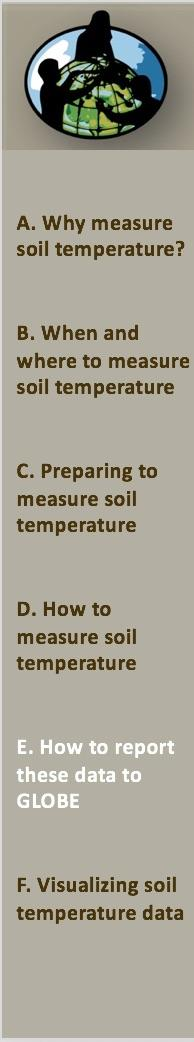 A. Why measure
soil temperature?
B. When and
where to measure
soil temperature
C. Preparing to
measure soil
temperature
D. How to
measure soil
temperature
E. How to report
these data to
GLOBE
F. Visualizing soil
temperature data